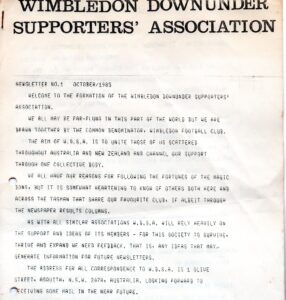 WIMBLEDON DOWNUNDER
SUPPORTERS' ASSOCIATION
NEWSLETTER NO.1 OCTOBER/1985
WELCOME TO THE FORMATION OF THE WIMBLEDON DOWNUNDER SUPPORTERS'
ASSOCIATION.
WE ALL MAY BE FAR-FLUNG IN THIS PART OF THE WORLD BUT WE ARE
DRAWN TOGETHER BY THE COMMON DENOMINATOR: WIMBLEDON FOOTBALL CLUB.
THE AIM OF W.D.S.A. IS TO UNITE THOSE OF US SCATTERED
THROUGHOUT AUSTRALIA AND NEW ZEALAND AND CHANNEL OUR SUPPORT
THROUGH ONE COLLECTIVE BODY.
WE ALL HAVE OUR REASONS FOR FOLLOWING THE FORTUNES OF THE MAGIC
DONS, BUT IT IS SOMEWHAT HEARTENING TO KNOW OF OTHERS BOTH HERE AND
ACROSS THE TASMAN THAT SHARE OUR FAVOURITE CLUB, IF ALBEIT THROUGH
THE NEWSPAPER RESULTS COLUMNS.
AS WITH ALL SIMILAR ASSOCIATIONS W.D.S.A. WILL RELY HEAVILY ON
THE SUPPORT AND IDEAS OF ITS MEMBERS - FOR THIS SOCIETY TO SURVIVE,
THRIVE AND EXPAND WE NEED FEEDBACK, THAT IS, ANY IDEAS THAT MAY
GENERATE INFORMATION FOR FUTURE NEWSLETTERS.
THE ADDRESS FOR ALL CORRESPONDENCE TO W.D.S.A. IS 1 OLIVE
STREET, ASQUITH, N.S.W. 2078, AUSTRALIA, LOOKING FORWARD TO
RECEIVING SOME MAIL IN THE NEAR FUTURE.